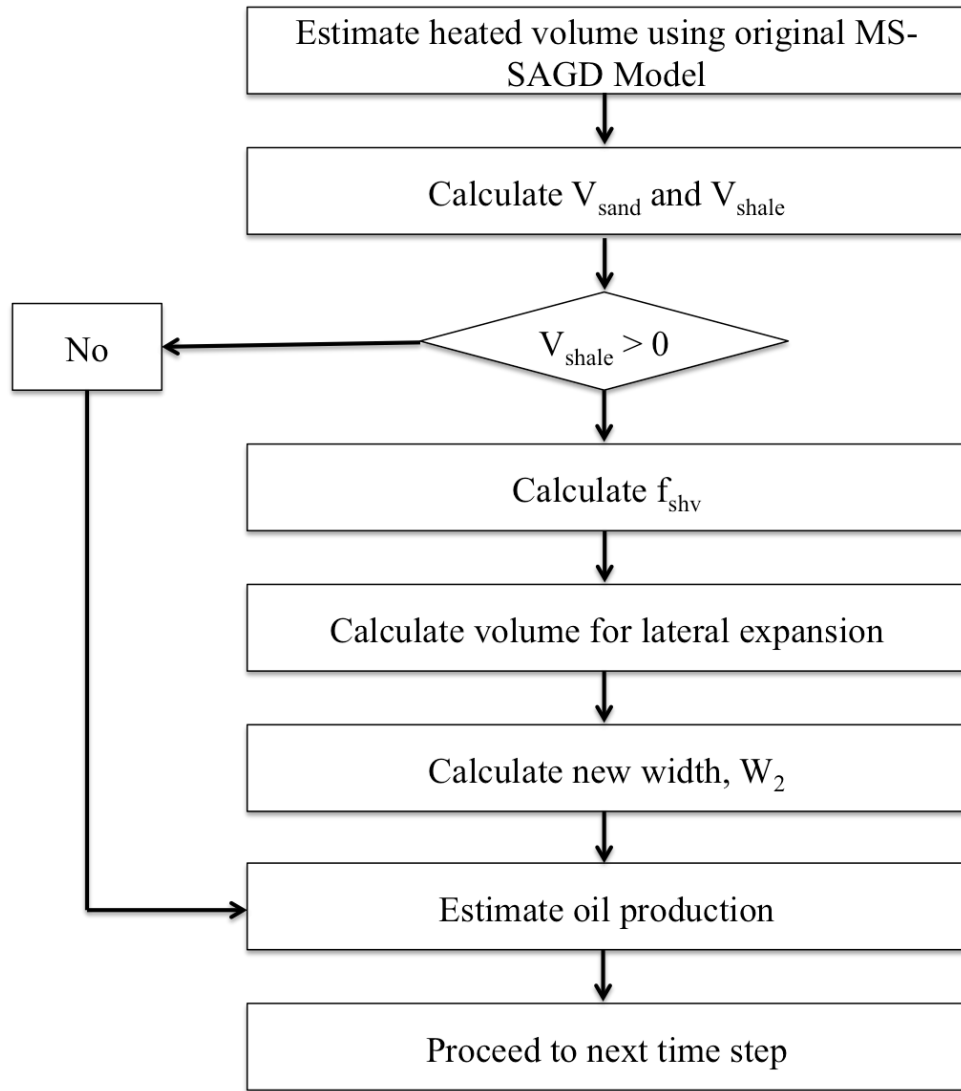 Estimate heated volume using original MS-
SAGD Model
Calculate V_sand and V_shale
V_shale > 0
No
Calculate f_shv
Calculate volume for lateral expansion
Calculate new width, W_2
Estimate oil production
Proceed to next time step